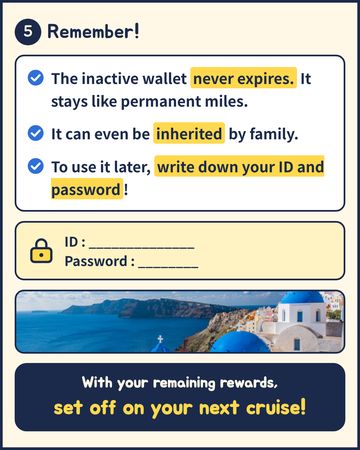 5 Remember!
The inactive wallet never expires. It
stays like permanent miles.
It can even be inherited by family.
To use it later, write down your ID and
password!
ID : ______________
Password : ________
With your remaining rewards,
set off on your next cruise!